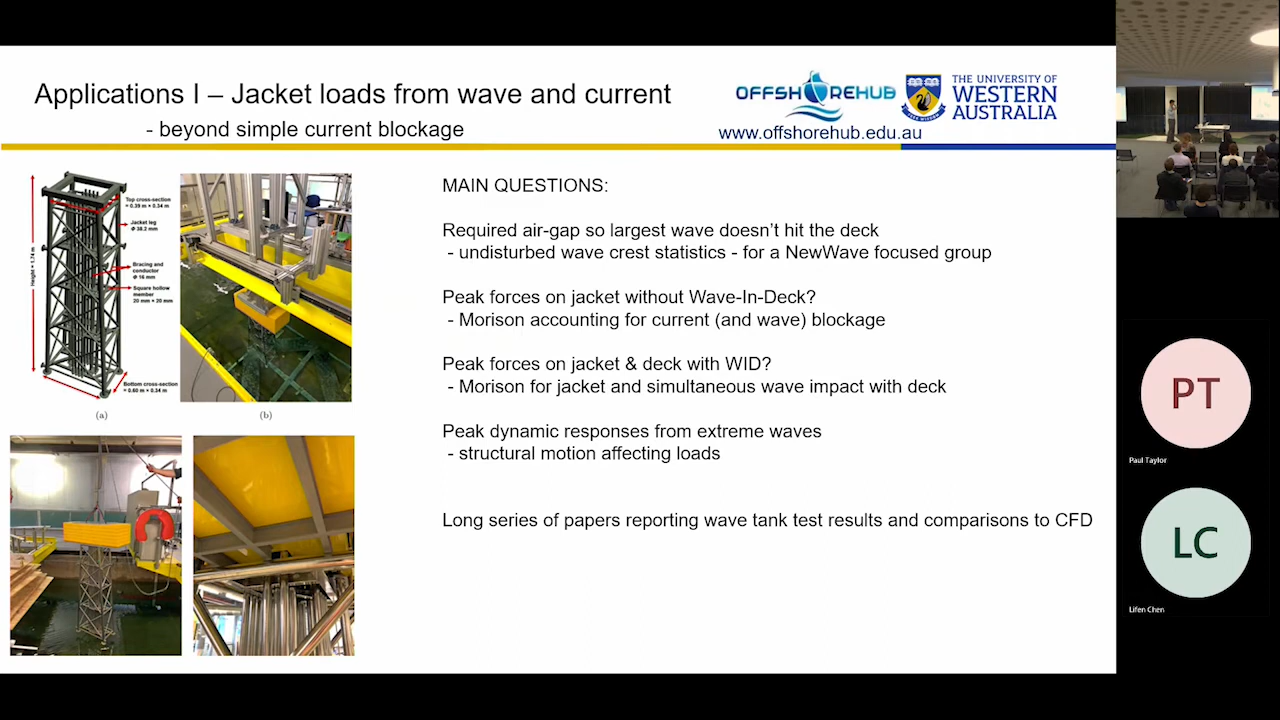 Applications I – Jacket loads from wave and current
- beyond simple current blockage
OFFSHOREHUB
www.offshorehub.edu.au
THE UNIVERSITY OF
WESTERN
AUSTRALIA
Top cross-section
= 0.39 m × 0.34 m
Jacket leg
Φ 38.2 mm
Height = 1.74 m
Bracing and
conductor
Φ 16 mm
Square hollow
member
20 mm × 20 mm
Bottom cross-section
= 0.60 m × 0.34 m
(a)
(b)
MAIN QUESTIONS:
Required air-gap so largest wave doesn't hit the deck
- undisturbed wave crest statistics - for a NewWave focused group
Peak forces on jacket without Wave-In-Deck?
- Morison accounting for current (and wave) blockage
Peak forces on jacket & deck with WID?
- Morison for jacket and simultaneous wave impact with deck
Peak dynamic responses from extreme waves
- structural motion affecting loads
Long series of papers reporting wave tank test results and comparisons to CFD
PT
Paul Taylor
LC
Lifen Chen